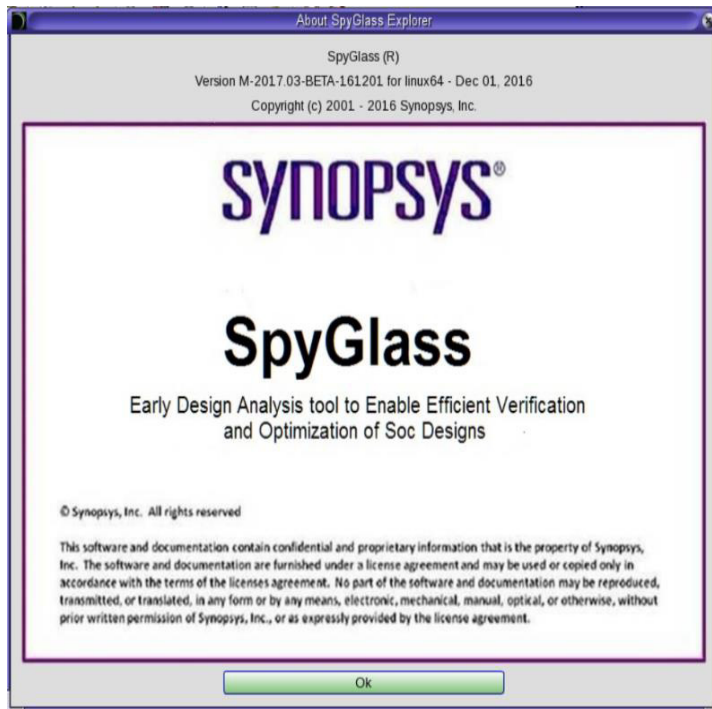 About SpyGlass Explorer
SpyGlass (R)
Version M-2017.03-BETA-161201 for linux64 - Dec 01, 2016
Copyright (c) 2001 - 2016 Synopsys, Inc.
SYNOPSYS®
SpyGlass
Early Design Analysis tool to Enable Efficient Verification
and Optimization of Soc Designs
© Synopsys, Inc. All rights reserved
This software and documentation contain confidential and proprietary information that is the property of Synopsys,
Inc. The software and documentation are furnished under a license agreement and may be used or copied only in
accordance with the terms of the licenses agreement. No part of the software and documentation may be reproduced,
transmitted, or translated, in any form or by any means, electronic, mechanical, manual, optical, or otherwise, without
prior written permission of Synopsys, Inc., or as expressly provided by the license agreement.
Ok